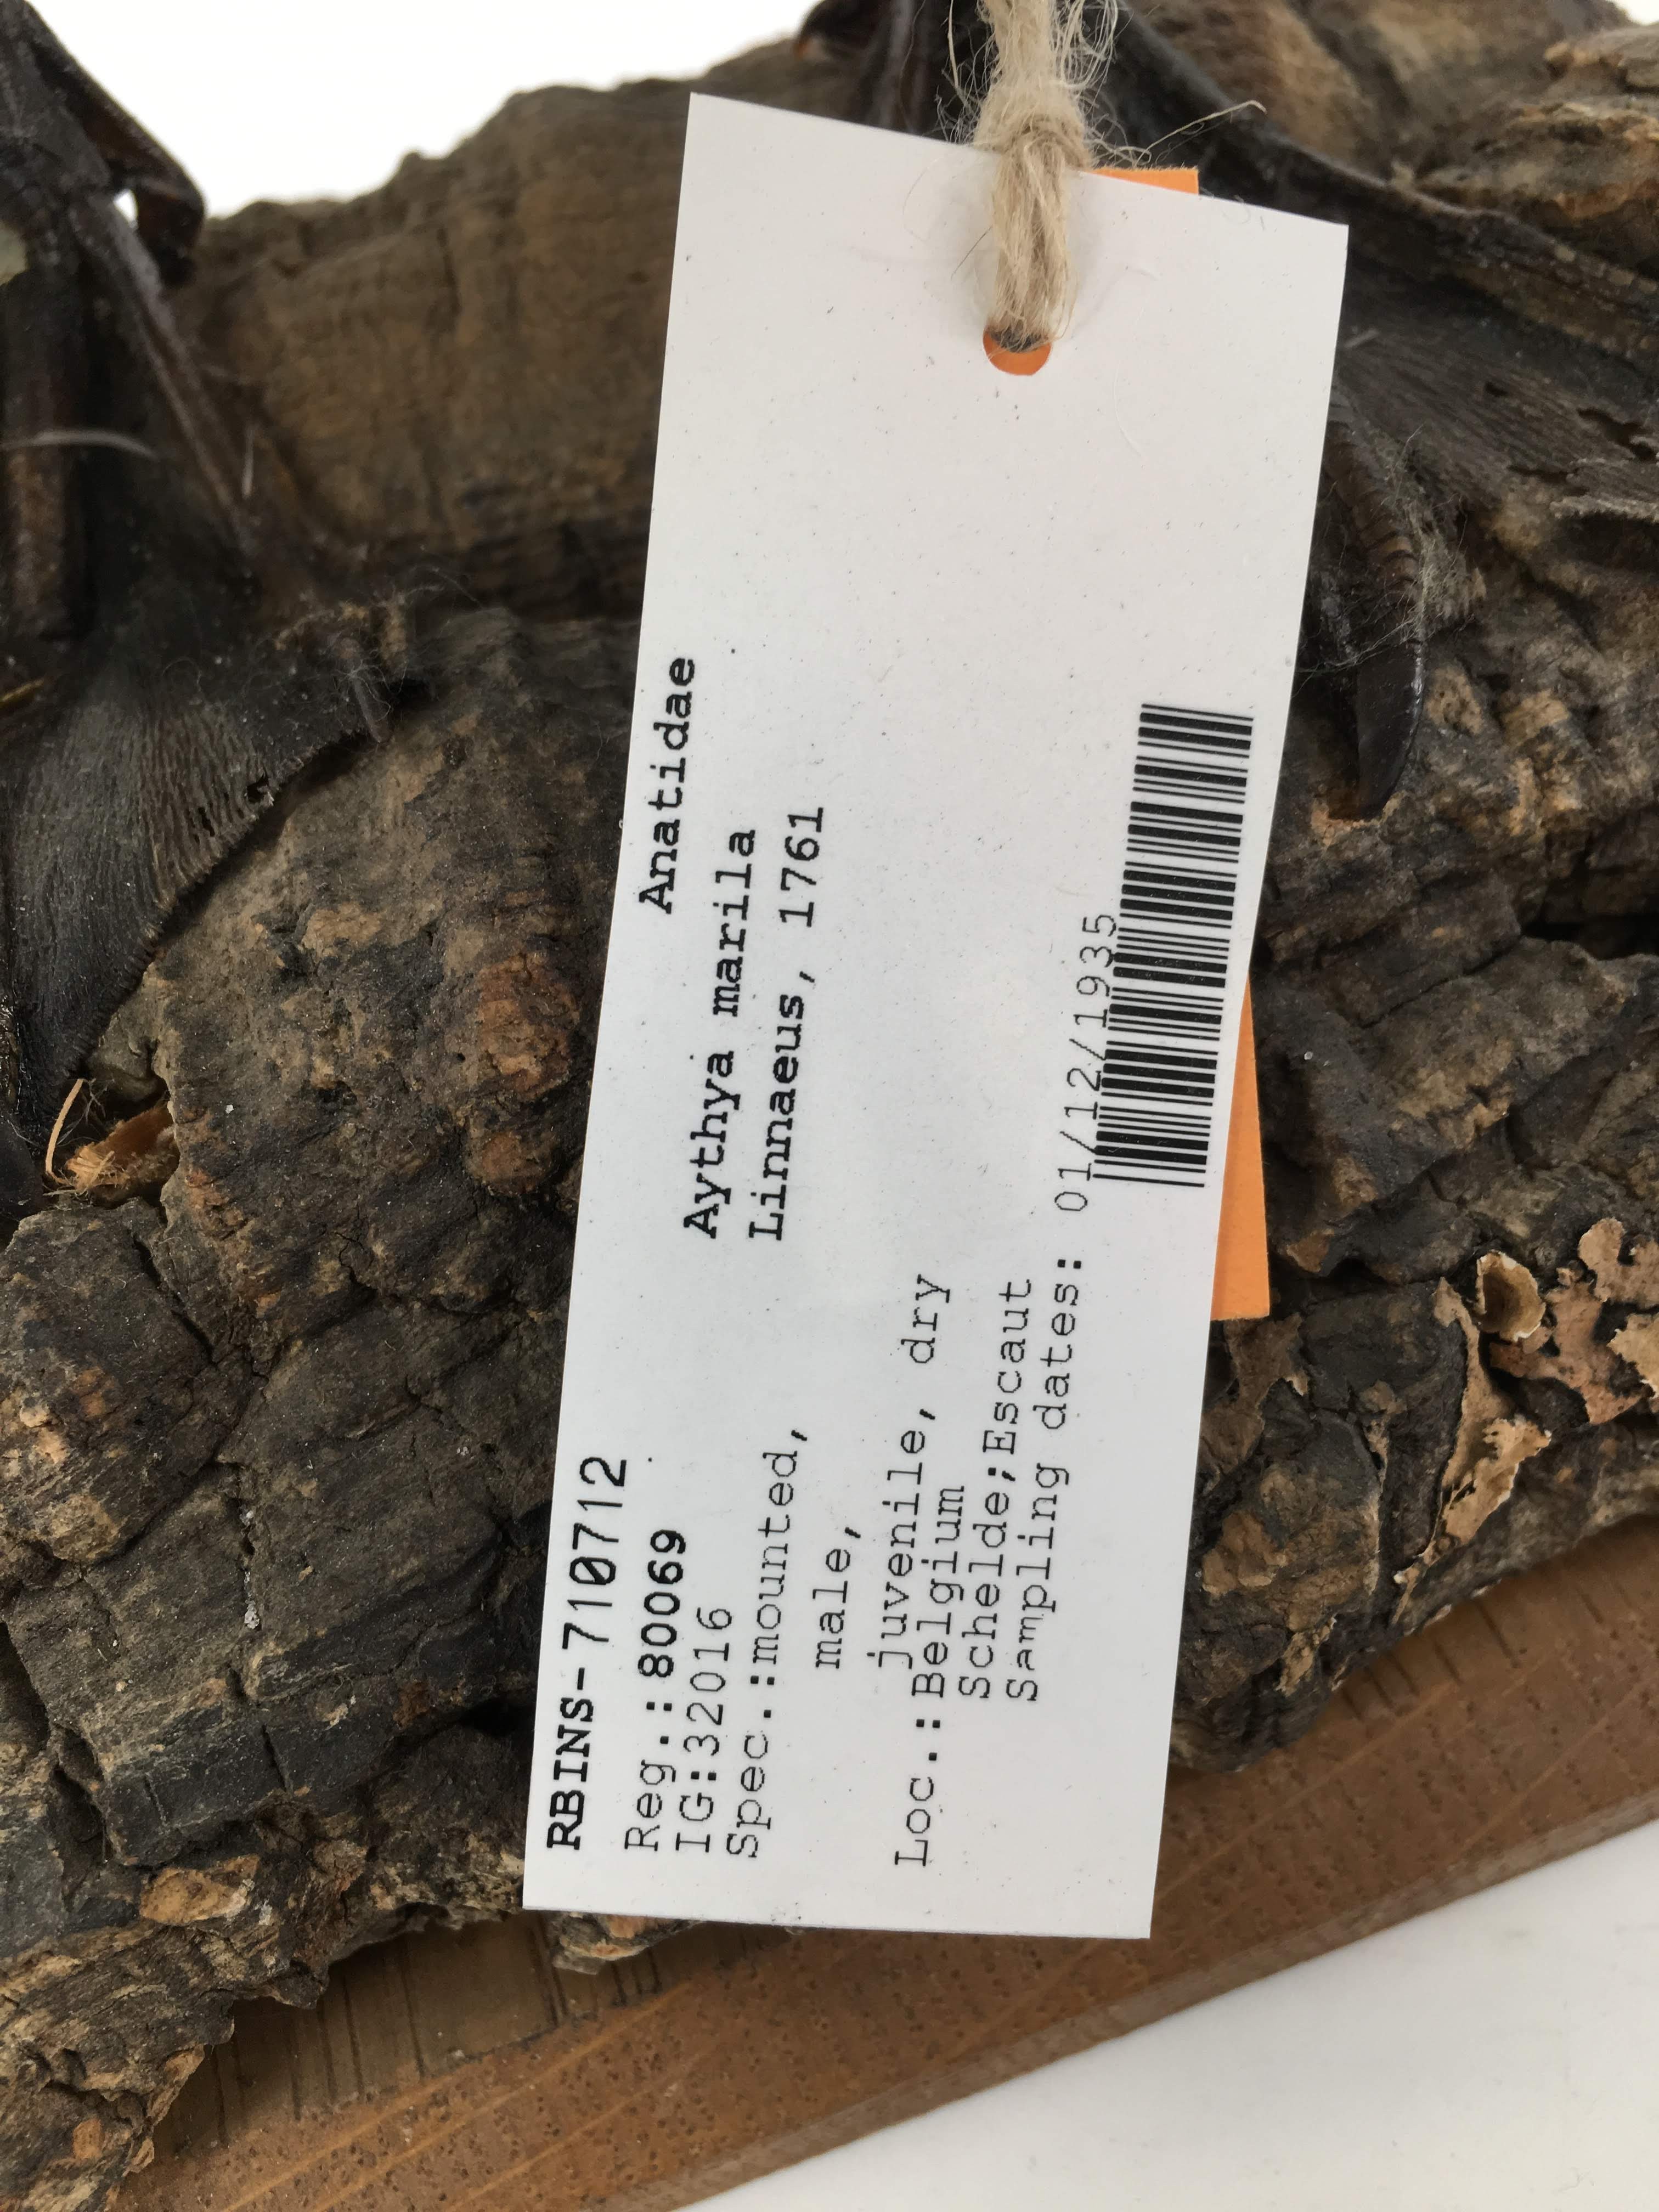 RBINS-710712
Anatidae
Reg.:80069
Aythya marila
IG:32016
Linnaeus, 1761
Spec.:mounted,
male,
juvenile, dry
Loc.:Belgium
Schelde;Escaut
Sampling dates: 01/12/1935